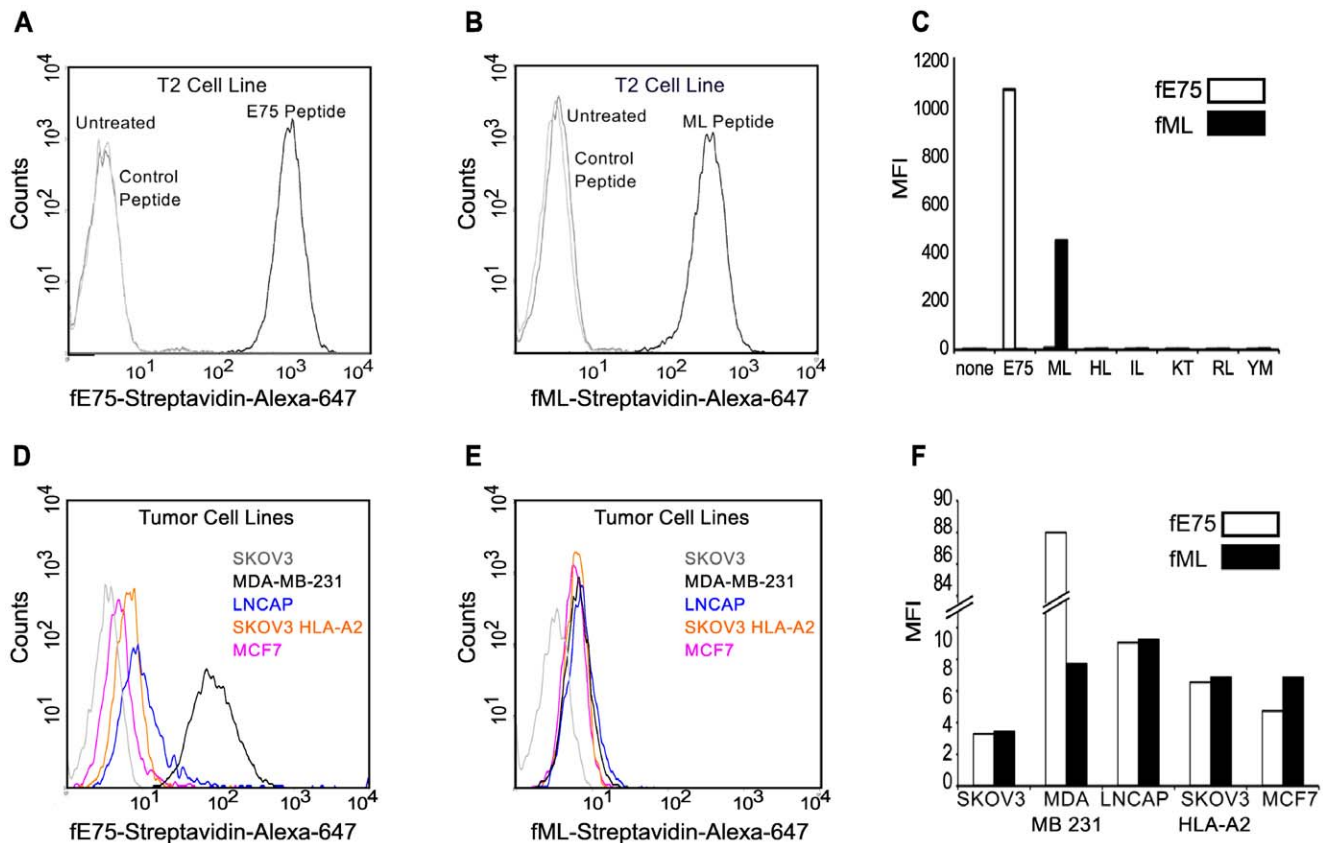 A
10^4
10^3
10^2
10^1
Counts
T2 Cell Line
Untreated
E75 Peptide
Control
Peptide
10^1 10^2 10^3 10^4
fE75-Streptavidin-Alexa-647
B
10^4
10^3
10^2
10^1
Counts
T2 Cell Line
Untreated
ML Peptide
Control
Peptide
10^1 10^2 10^3 10^4
fML-Streptavidin-Alexa-647
C
1200
1000
800
600
400
200
0
MFI
fE75
fML
none E75 ML HL IL KT RL YM
D
10^4
10^3
10^2
10^1
Counts
Tumor Cell Lines
SKOV3
MDA-MB-231
LNCAP
SKOV3 HLA-A2
MCF7
10^1 10^2 10^3 10^4
fE75-Streptavidin-Alexa-647
E
10^4
10^3
10^2
10^1
Counts
Tumor Cell Lines
SKOV3
MDA-MB-231
LNCAP
SKOV3 HLA-A2
MCF7
10^1 10^2 10^3 10^4
fML-Streptavidin-Alexa-647
F
90
88
86
84
10
8
6
4
2
0
MFI
fE75
fML
SKOV3 MDA LNCAP SKOV3 MCF7
MB 231 HLA-A2